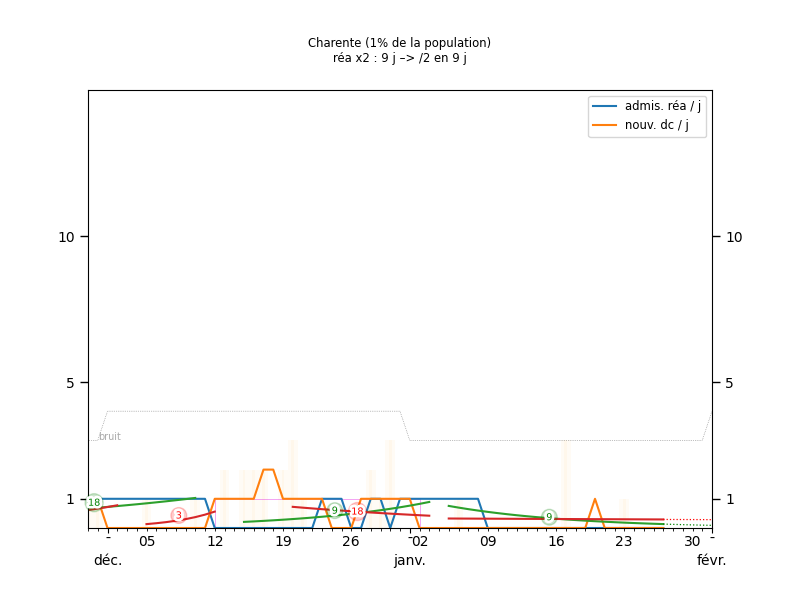 Charente (1% de la population)
réa x2 : 9 j –> /2 en 9 j
admis. réa / j
nouv. dc / j
10
10
5
5
bruit
1
1
18
3
9
18
9
05
12
19
26
02
09
16
23
30
déc.
janv.
févr.